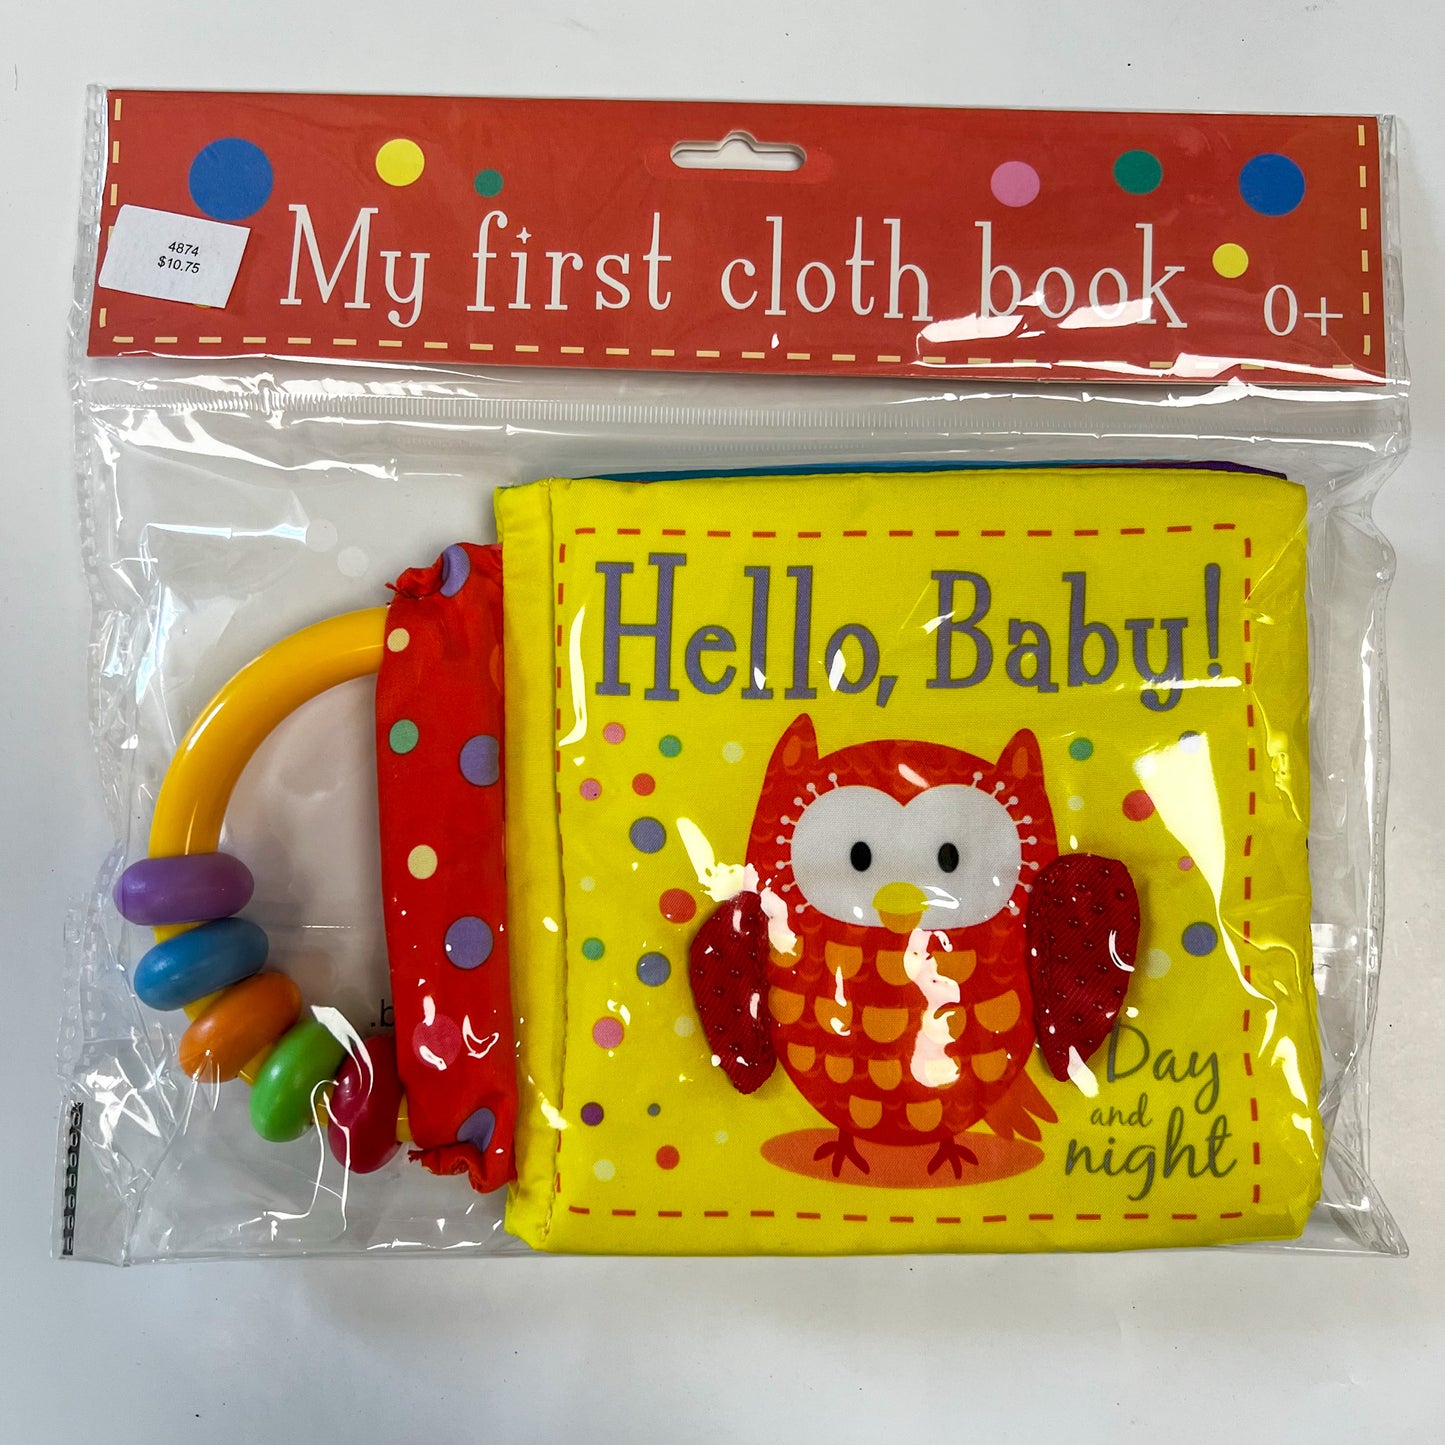 4874
$10.75
My first cloth book
0+
Hello, Baby!
Day
and
night